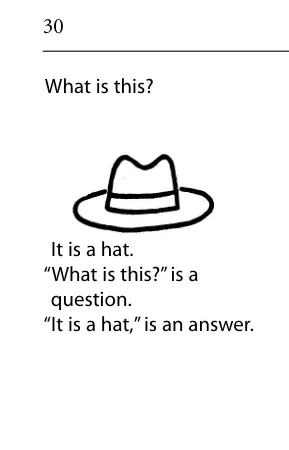 30
What is this?
It is a hat.
“What is this?” is a
question.
“It is a hat,” is an answer.